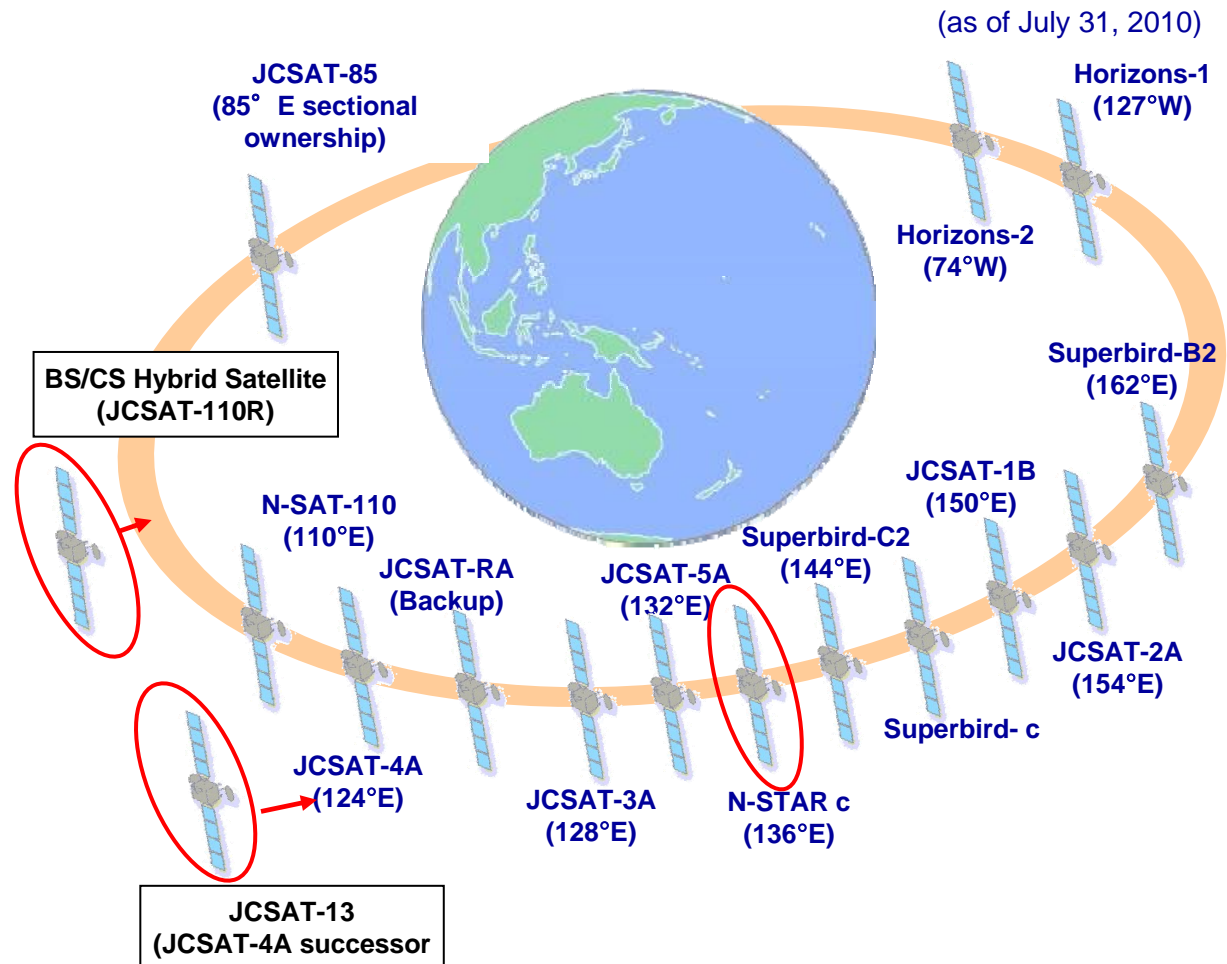 (as of July 31, 2010)
JCSAT-85
(85° E sectional
ownership)
Horizons-1
(127°W)
Horizons-2
(74°W)
Superbird-B2
(162°E)
BS/CS Hybrid Satellite
(JCSAT-110R)
N-SAT-110
(110°E)
JCSAT-RA
(Backup)
JCSAT-5A
(132°E)
Superbird-C2
(144°E)
JCSAT-1B
(150°E)
JCSAT-2A
(154°E)
Superbird- c
JCSAT-4A
(124°E)
JCSAT-3A
(128°E)
N-STAR c
(136°E)
JCSAT-13
(JCSAT-4A successor